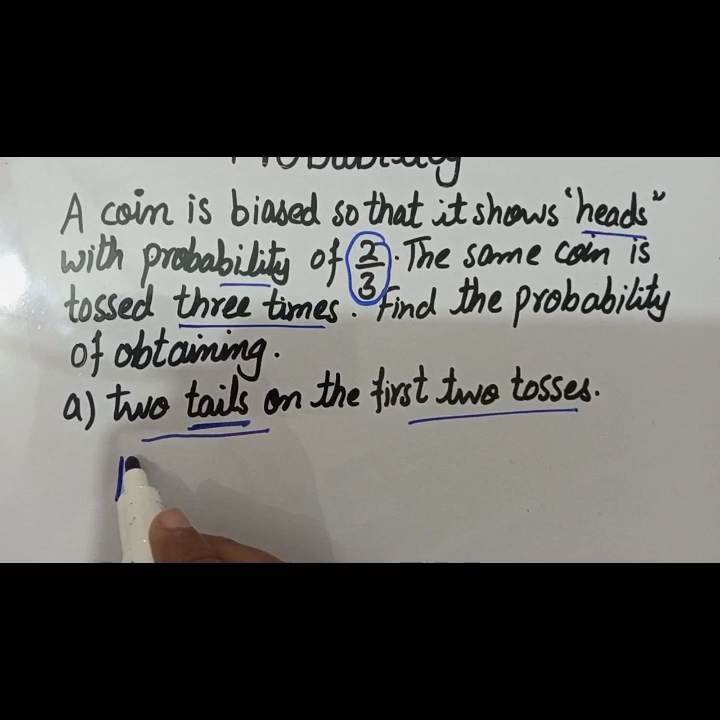 Probability
A coin is biased so that it shows "heads"
with probability of 2/3. The same coin is
tossed three times. Find the probability
of obtaining.
a) two tails on the first two tosses.